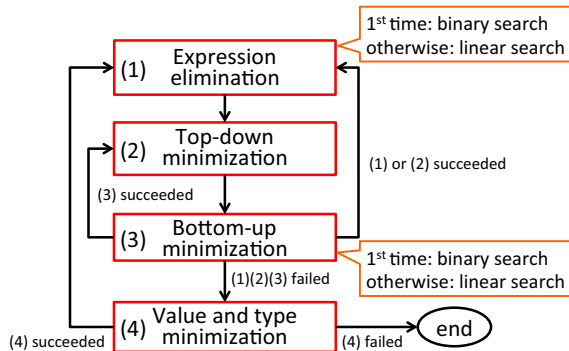 1st time: binary search
otherwise: linear search
(1) Expression
elimination
(2) Top-down
minimization
(1) or (2) succeeded
(3) succeeded
(3) Bottom-up
minimization
1st time: binary search
otherwise: linear search
(1)(2)(3) failed
(4) Value and type
minimization
end
(4) succeeded
(4) failed